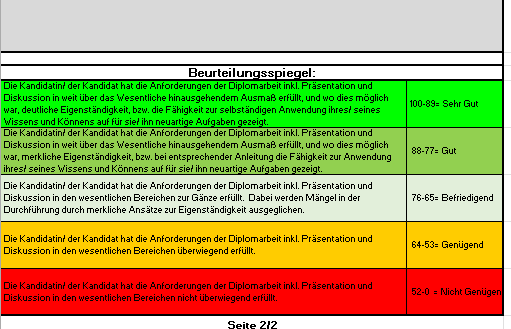 Beurteilungsspiegel:
Die Kandidatin/ der Kandidat hat die Anforderungen der Diplomarbeit inkl. Präsentation und
Diskussion in weit über das Wesentliche hinausgehendem Ausmaß erfüllt, und wo dies möglich
war, deutliche Eigenständigkeit, bzw. die Fähigkeit zur selbständigen Anwendung ihres/ seines
Wissens und Könnens auf für sie/ ihn neuartige Aufgaben gezeigt.
100-89= Sehr Gut
Die Kandidatin/ der Kandidat hat die Anforderungen der Diplomarbeit inkl. Präsentation und
Diskussion in weit über das Wesentliche hinausgehendem Ausmaß erfüllt, und wo dies möglich
war, merkliche Eigenständigkeit, bzw. bei entsprechender Anleitung die Fähigkeit zur Anwendung
ihres/ seines Wissens und Könnens auf für sie/ ihn neuartige Aufgaben gezeigt.
88-77= Gut
Die Kandidatin/ der Kandidat hat die Anforderungen der Diplomarbeit inkl. Präsentation und
Diskussion in den wesentlichen Bereichen zur Gänze erfüllt. Dabei werden Mängel in der
Durchführung durch merkliche Ansätze zur Eigenständigkeit ausgeglichen.
76-65= Befriedigend
Die Kandidatin/ der Kandidat hat die Anforderungen der Diplomarbeit inkl. Präsentation und
Diskussion in den wesentlichen Bereichen überwiegend erfüllt.
64-53= Genügend
Die Kandidatin/ der Kandidat hat die Anforderungen der Diplomarbeit inkl. Präsentation und
Diskussion in den wesentlichen Bereichen nicht überwiegend erfüllt.
52-0 = Nicht Genügen
Seite 2/2